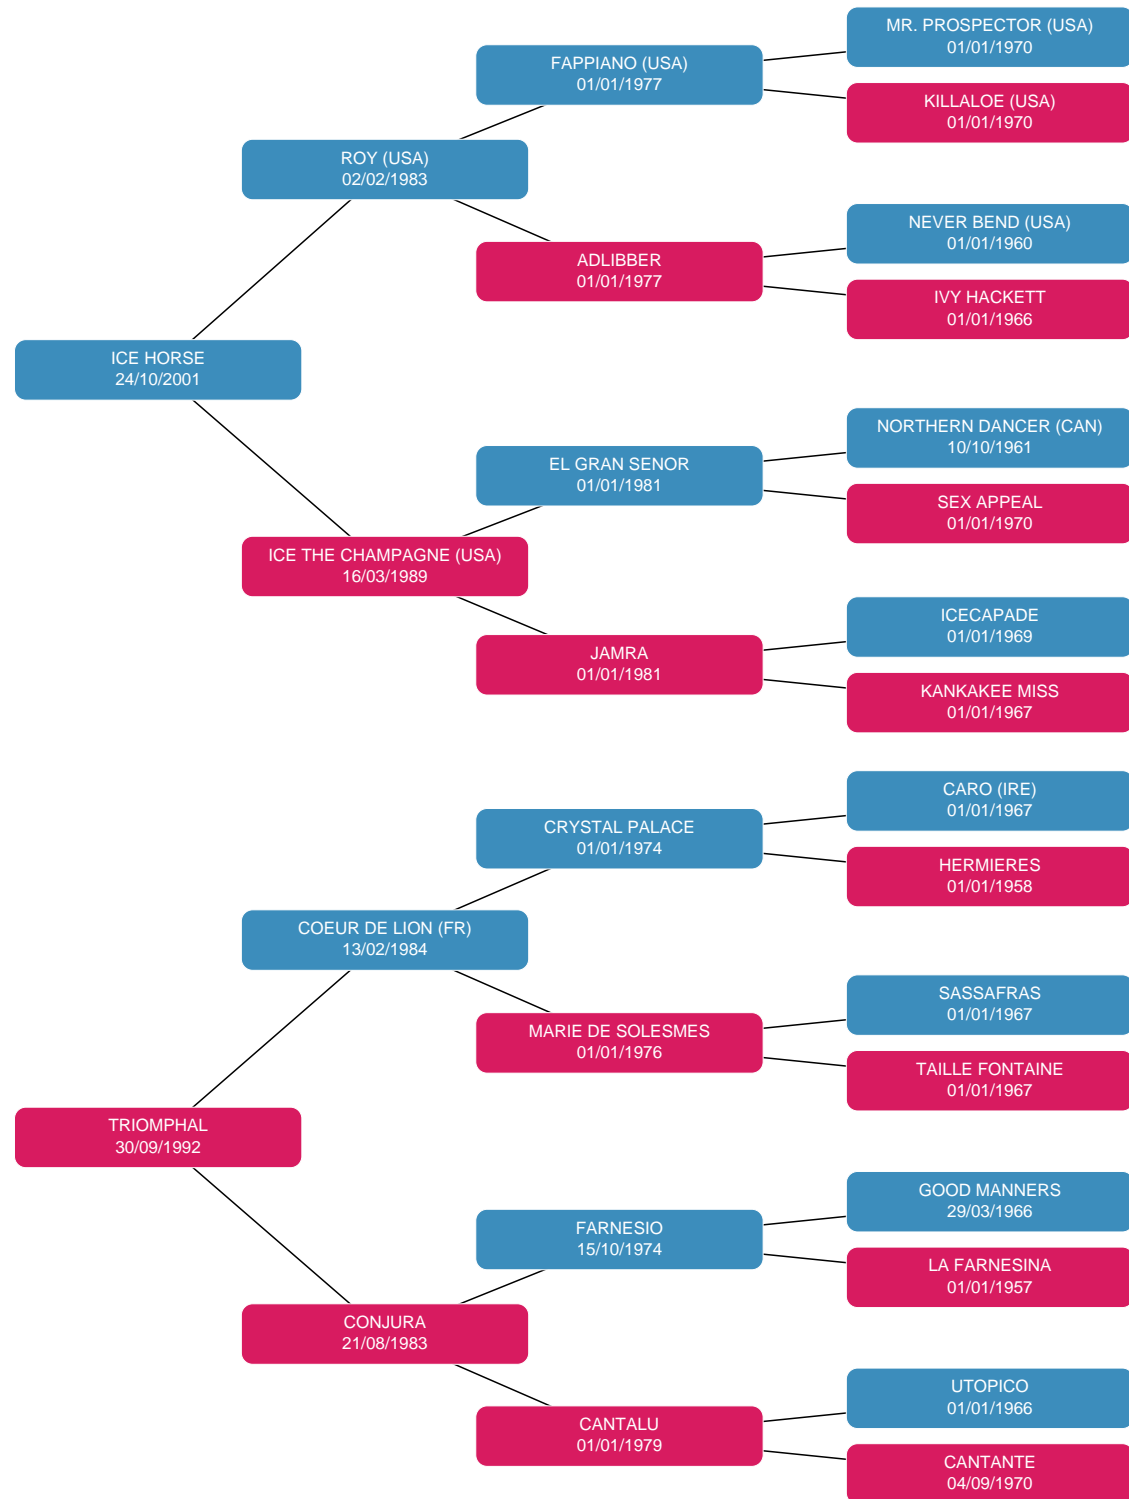 MR. PROSPECTOR (USA)
01/01/1970
FAPPIANO (USA)
01/01/1977
KILLALOE (USA)
01/01/1970
ROY (USA)
02/02/1983
NEVER BEND (USA)
01/01/1960
ADLIBBER
01/01/1977
IVY HACKETT
01/01/1966
ICE HORSE
24/10/2001
NORTHERN DANCER (CAN)
10/10/1961
EL GRAN SENOR
01/01/1981
SEX APPEAL
01/01/1970
ICE THE CHAMPAGNE (USA)
16/03/1989
ICECAPADE
01/01/1969
JAMRA
01/01/1981
KANKAKEE MISS
01/01/1967
CARO (IRE)
01/01/1967
CRYSTAL PALACE
01/01/1974
HERMIERES
01/01/1958
COEUR DE LION (FR)
13/02/1984
SASSAFRAS
01/01/1967
MARIE DE SOLESMES
01/01/1976
TAILLE FONTAINE
01/01/1967
TRIOMPHAL
30/09/1992
GOOD MANNERS
29/03/1966
FARNESIO
15/10/1974
LA FARNESINA
01/01/1957
CONJURA
21/08/1983
UTOPICO
01/01/1966
CANTALU
01/01/1979
CANTANTE
04/09/1970